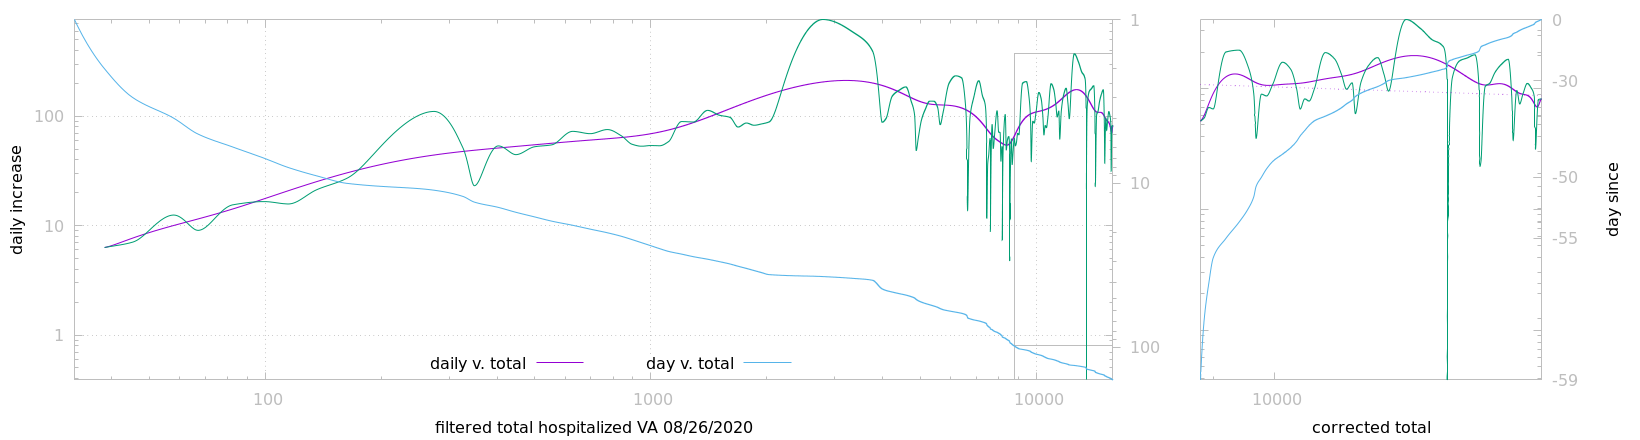 daily increase
100
10
1
1
10
100
daily v. total
day v. total
100
1000
10000
filtered total hospitalized VA 08/26/2020
0
-30
-50
-55
-59
day since
10000
corrected total